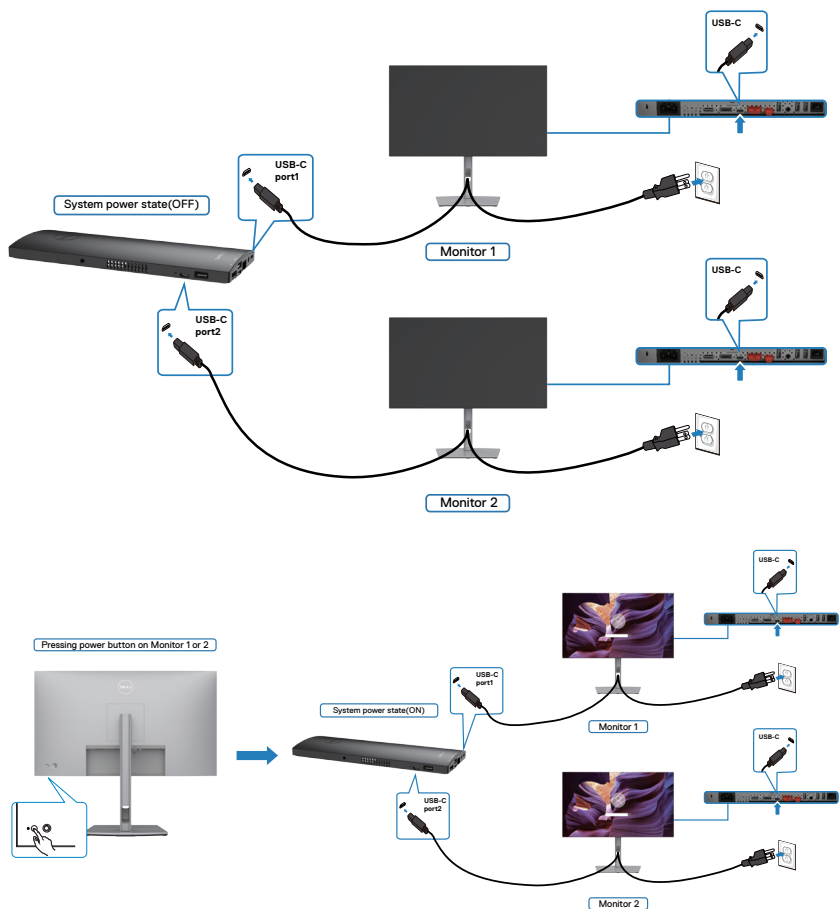 USB-C
USB-C
port1
System power state(OFF)
Monitor 1
USB-C
USB-C
port2
Monitor 2
USB-C
Pressing power button on Monitor 1 or 2
DELL
USB-C
port1
System power state(ON)
Monitor 1
USB-C
USB-C
port2
Monitor 2